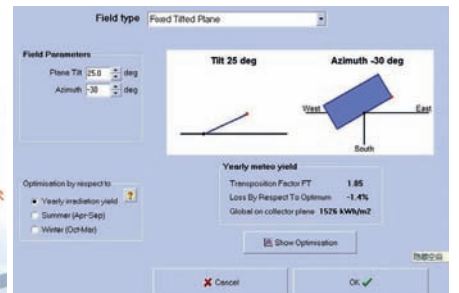 Field type Fixed Tilted Plane
Field Parameters
Plane Tilt 25.0 deg
Azimuth -30 deg
Tilt 25 deg
Azimuth -30 deg
West East
South
Optimisation by respect to
Yearly irradiation yield
Summer (Apr-Sep)
Winter (Oct-Mar)
?
Yearly meteo yield
Transposition Factor FT 1.05
Loss By Respect To Optimum -1.4%
Global on collector plane 1526 kWh/m2
Show Optimisation
Cancel
OK